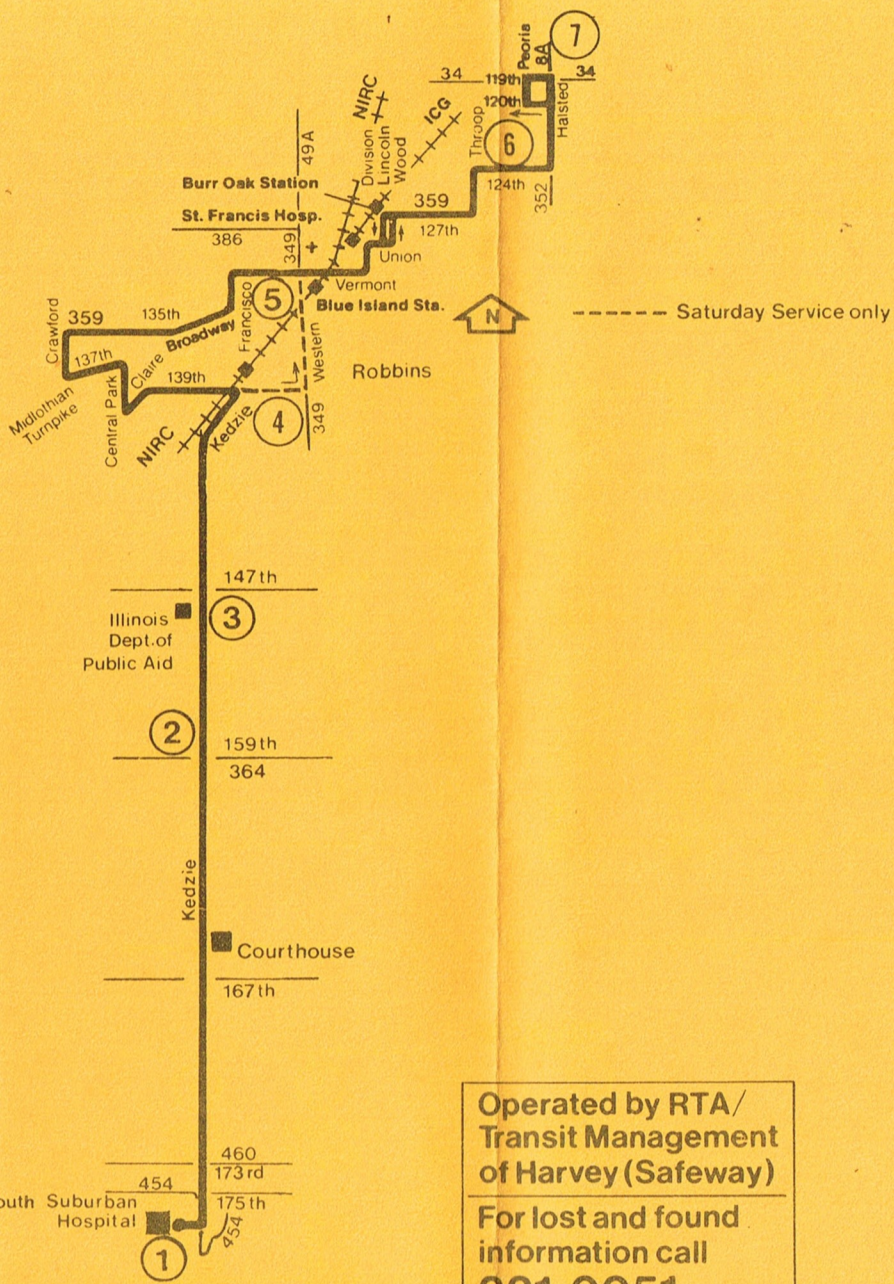 7
Peoria
8A
34
119th
34
120th
Halsted
Throop
6
124th
352
NIRC
ICG
49A
Division
Lincoln
Wood
Burr Oak Station
St. Francis Hosp.
386
349
359
127th
Union
Vermont
Blue Island Sta.
5
Francisco
N
Saturday Service only
Crawford
359
135th
Broadway
137th
Claire
139th
Western
Robbins
Midlothian
Turnpike
Central Park
NIRC
Kedzie
4
349
147th
Illinois
Dept.of
Public Aid
3
2
159th
364
Kedzie
Courthouse
167th
460
173rd
454
175th
outh Suburban
Hospital
454
1
Operated by RTA/
Transit Management
of Harvey (Safeway)
For lost and found
information call